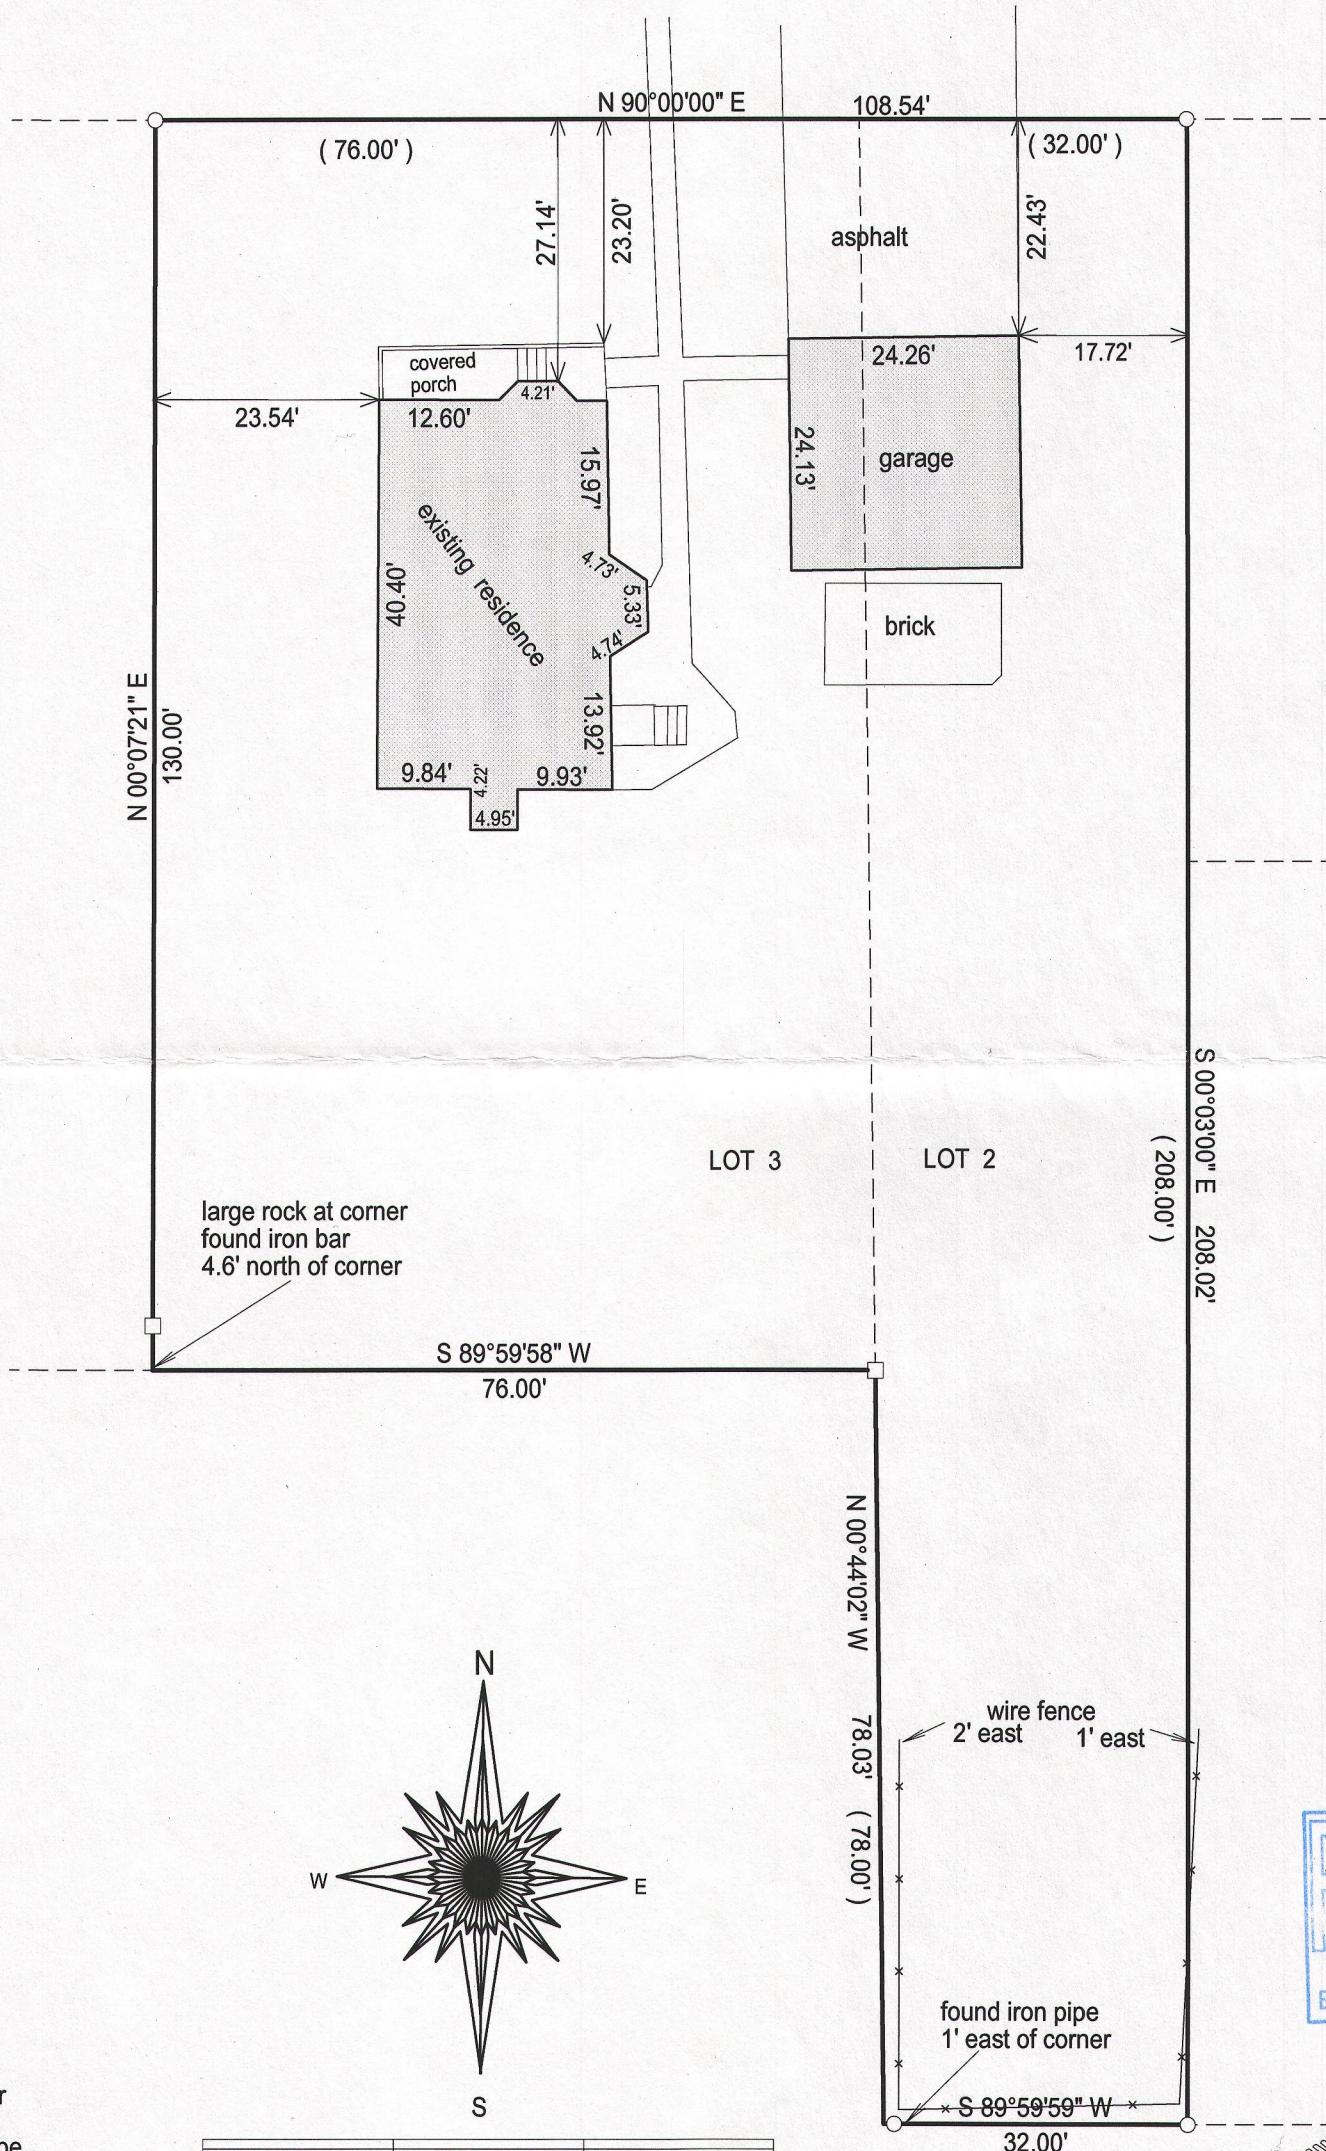 N 90°00'00" E
108.54'
( 76.00' )
( 32.00' )
27.14'
23.20'
22.43'
asphalt
covered
porch
4.21'
24.26'
17.72'
23.54'
12.60'
15.97'
24.13'
garage
existing residence
40.40'
4.73'
5.33'
4.74'
brick
13.92'
N 00°07'21" E
130.00'
9.84'
4.22'
9.93'
4.95'
S 00°03'00" E 208.02'
( 208.00' )
LOT 3
LOT 2
large rock at corner
found iron bar
4.6' north of corner
S 89°59'58" W
76.00'
N 00°44'02" W 78.03' ( 78.00' )
N
W
E
S
wire fence
2' east
1' east
found iron pipe
1' east of corner
S 89°59'59" W
32.00'